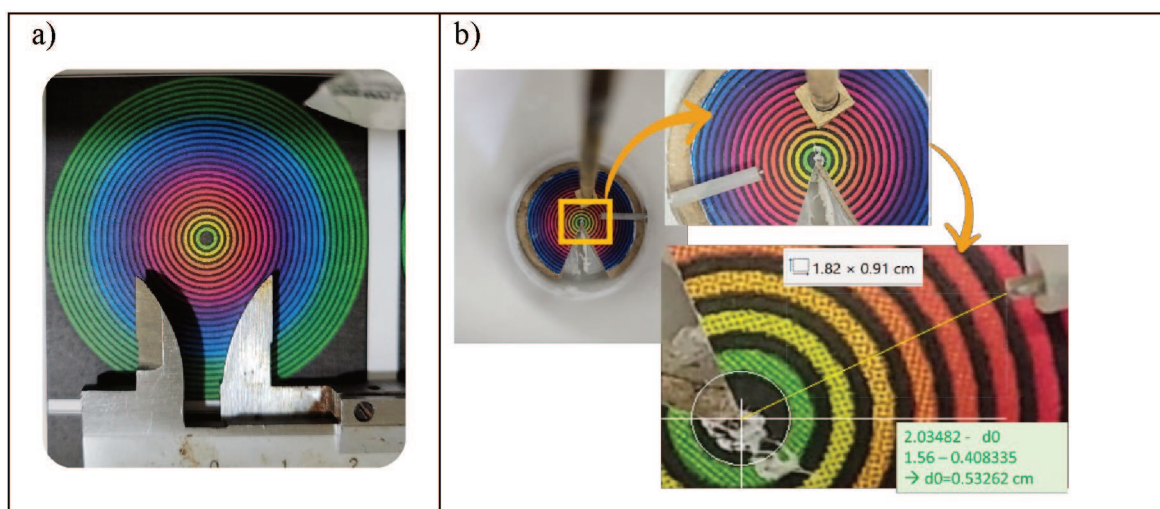 a)
b)
0 1 2
1.82 × 0.91 cm
2.03482 - d0
1.56 – 0.408335
→ d0=0.53262 cm